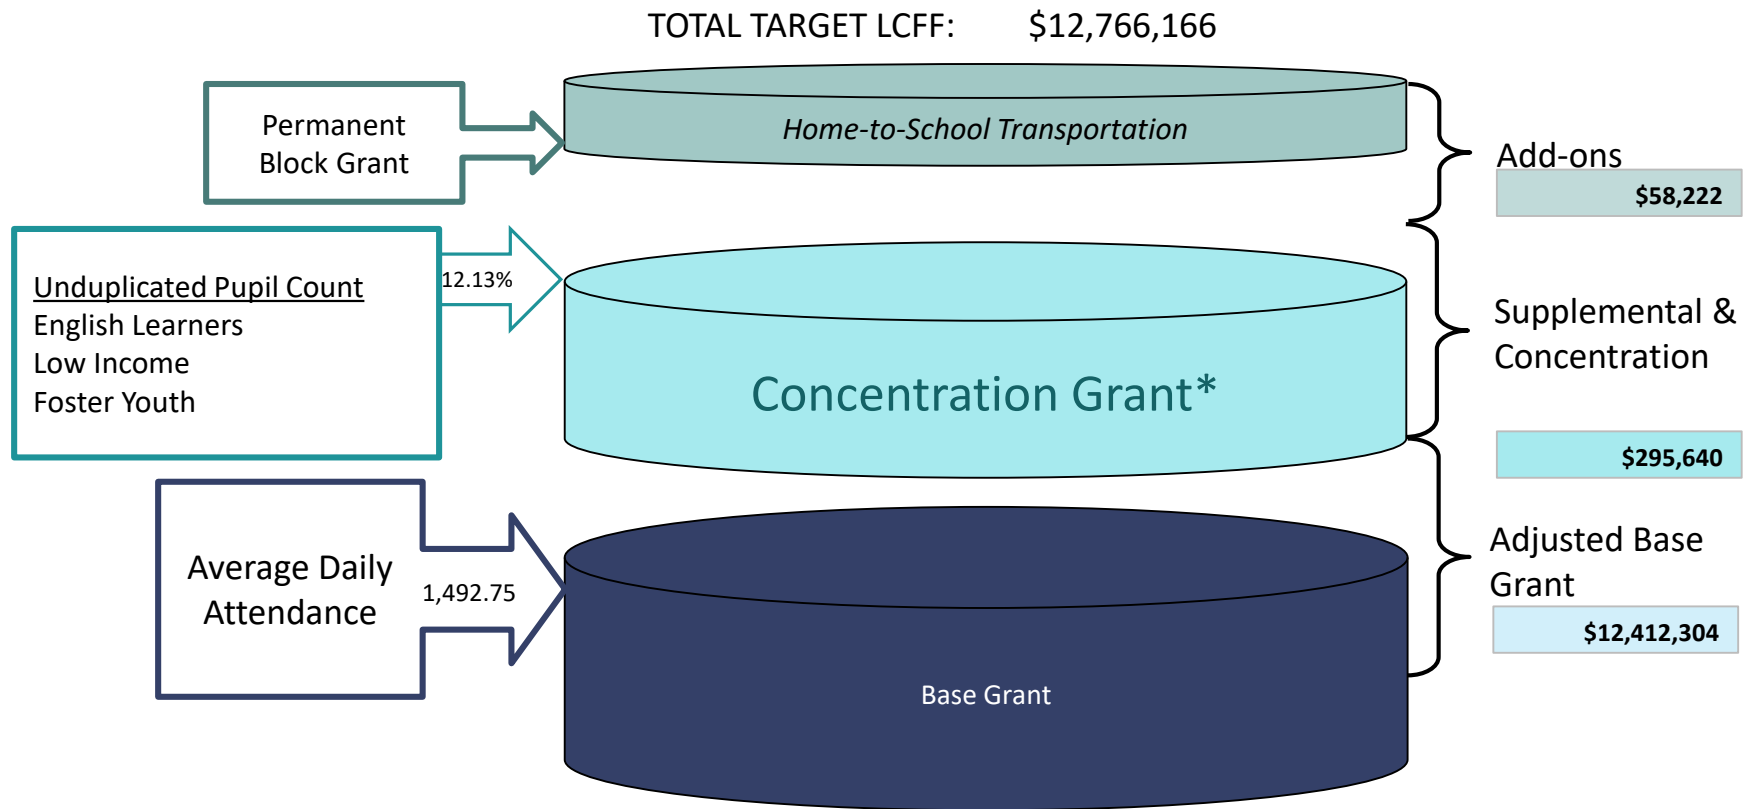 TOTAL TARGET LCFF: $12,766,166
Permanent
Block Grant
Home-to-School Transportation
Add-ons
$58,222
Unduplicated Pupil Count
English Learners
Low Income
Foster Youth
12.13%
Concentration Grant*
Supplemental &
Concentration
$295,640
Average Daily
Attendance
1,492.75
Base Grant
Adjusted Base
Grant
$12,412,304